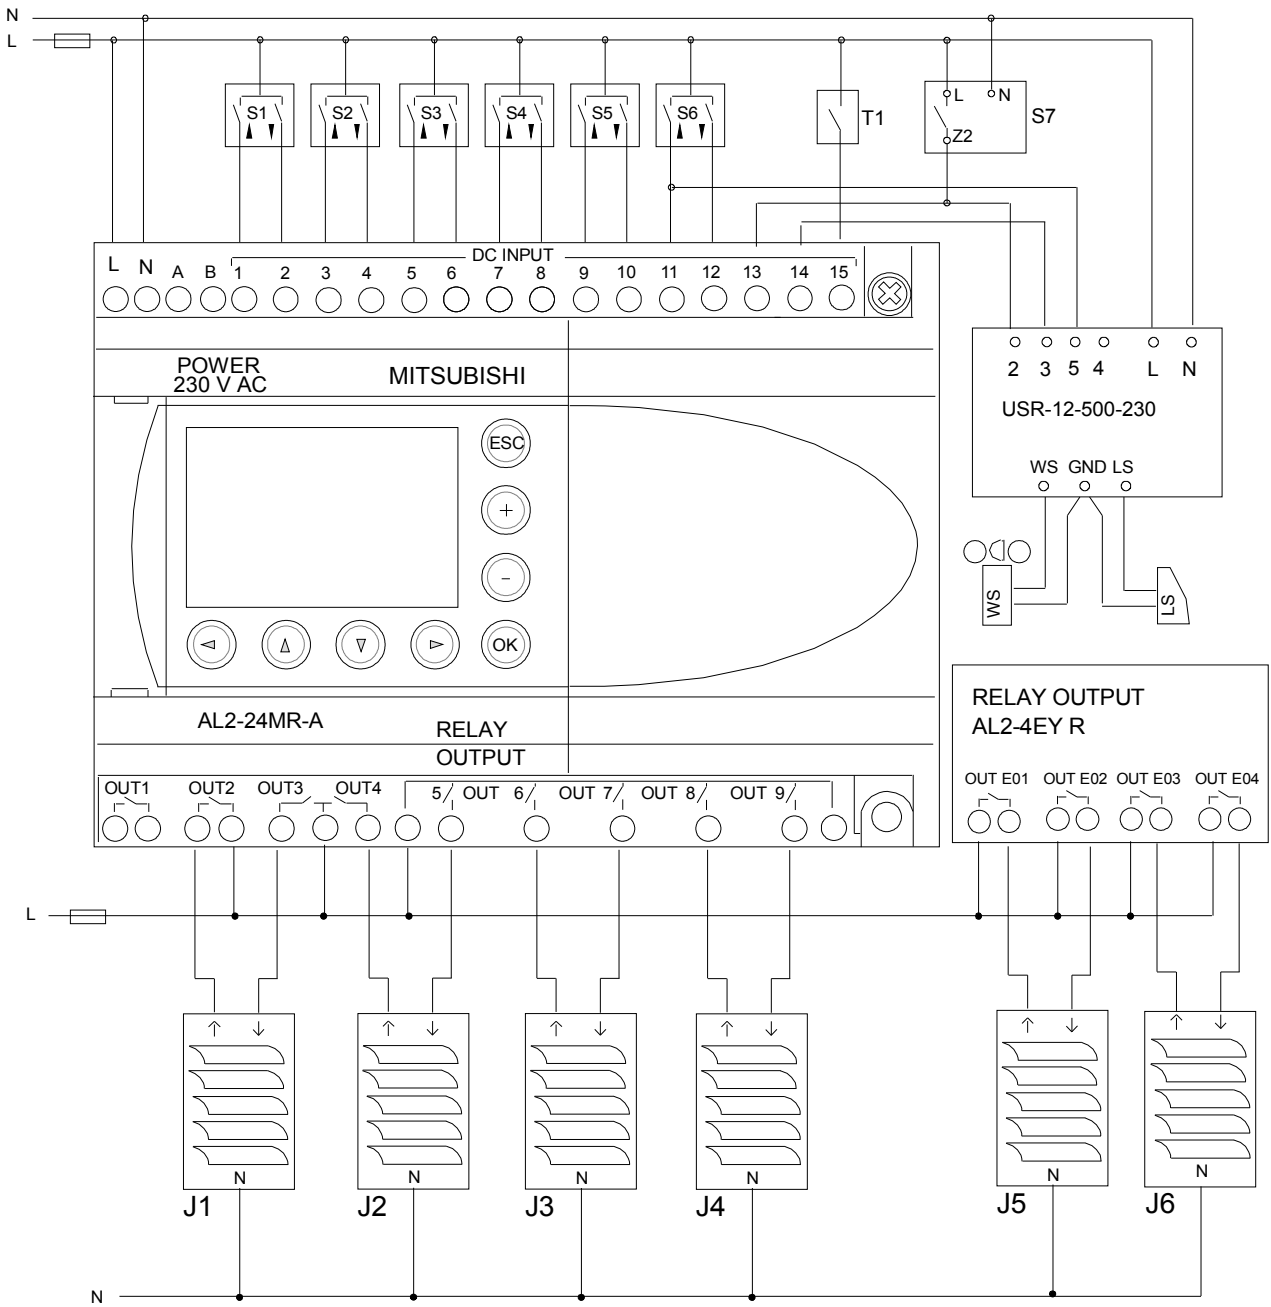 N
L
S1 S2 S3 S4 S5 S6
T1
L N
S7
Z2
DC INPUT
L N A B 1 2 3 4 5 6 7 8 9 10 11 12 13 14 15
POWER
230 V AC
MITSUBISHI
2 3 5 4 L N
USR-12-500-230
WS GND LS
ESC
+
-
OK
WS
LS
AL2-24MR-A
RELAY
OUTPUT
RELAY OUTPUT
AL2-4EY R
OUT1 OUT2 OUT3 OUT4 5 OUT 6 OUT 7 OUT 8 OUT 9
OUT E01 OUT E02 OUT E03 OUT E04
L
N N N N N N
J1 J2 J3 J4 J5 J6
N